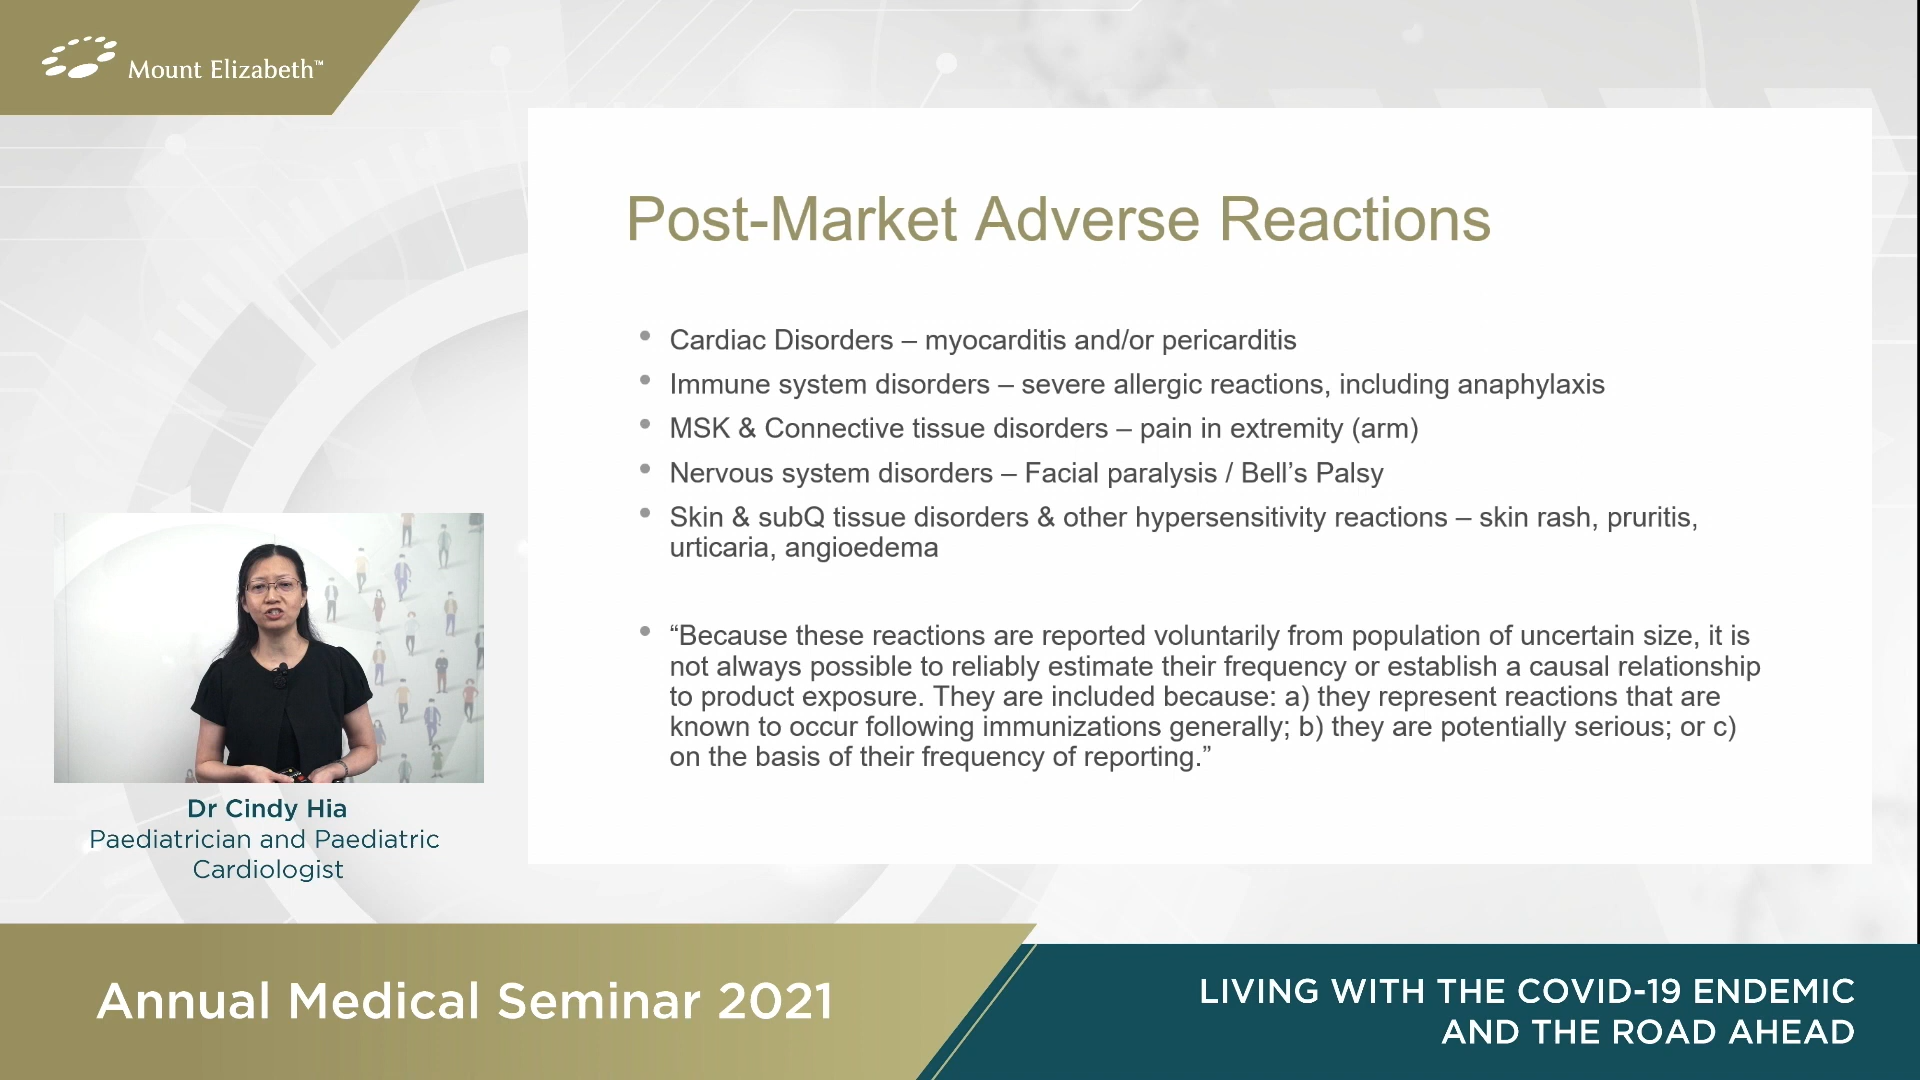 Mount Elizabeth™
Post-Market Adverse Reactions
• Cardiac Disorders – myocarditis and/or pericarditis
• Immune system disorders – severe allergic reactions, including anaphylaxis
• MSK & Connective tissue disorders – pain in extremity (arm)
• Nervous system disorders – Facial paralysis / Bell’s Palsy
• Skin & subQ tissue disorders & other hypersensitivity reactions – skin rash, pruritis,
urticaria, angioedema
• “Because these reactions are reported voluntarily from population of uncertain size, it is
not always possible to reliably estimate their frequency or establish a causal relationship
to product exposure. They are included because: a) they represent reactions that are
known to occur following immunizations generally; b) they are potentially serious; or c)
on the basis of their frequency of reporting.”
Dr Cindy Hia
Paediatrician and Paediatric
Cardiologist
Annual Medical Seminar 2021
LIVING WITH THE COVID-19 ENDEMIC
AND THE ROAD AHEAD